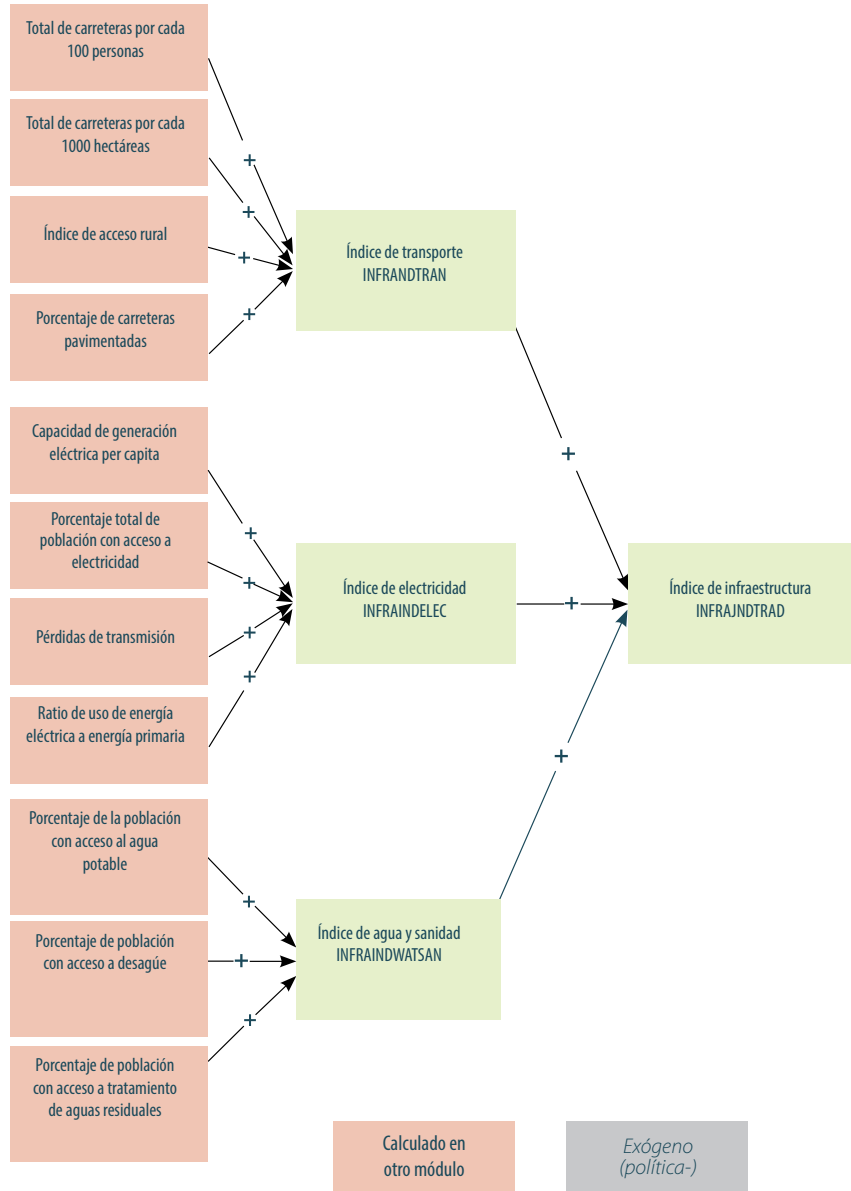 Total de carreteras por cada
100 personas
+
Total de carreteras por cada
1000 hectáreas
+
Índice de acceso rural
+
Porcentaje de carreteras
pavimentadas
+
Índice de transporte
INFRANDTRAN
+
Capacidad de generación
eléctrica per capita
+
Porcentaje total de
población con acceso a
electricidad
+
Pérdidas de transmisión
+
Ratio de uso de energía
eléctrica a energía primaria
+
Índice de electricidad
INFRAINDELEC
+
Índice de infraestructura
INFRAJNDTRAD
Porcentaje de la población
con acceso al agua
potable
+
Porcentaje de población
con acceso a desagúe
+
Porcentaje de población
con acceso a tratamiento
de aguas residuales
+
Índice de agua y sanidad
INFRAINDWATSAN
+
Calculado en
otro módulo
Exógeno
(política-)